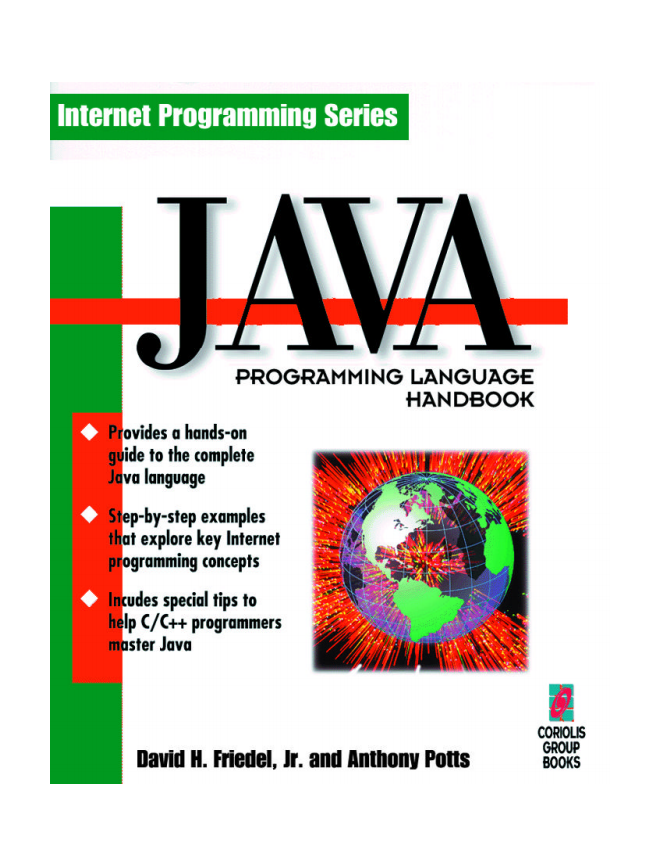 Internet Programming Series
JAVA
PROGRAMMING LANGUAGE
HANDBOOK
Provides a hands-on
guide to the complete
Java language
Step-by-step examples
that explore key Internet
programming concepts
Incudes special tips to
help C/C++ programmers
master Java
CORIOLIS
GROUP
BOOKS
David H. Friedel, Jr. and Anthony Potts